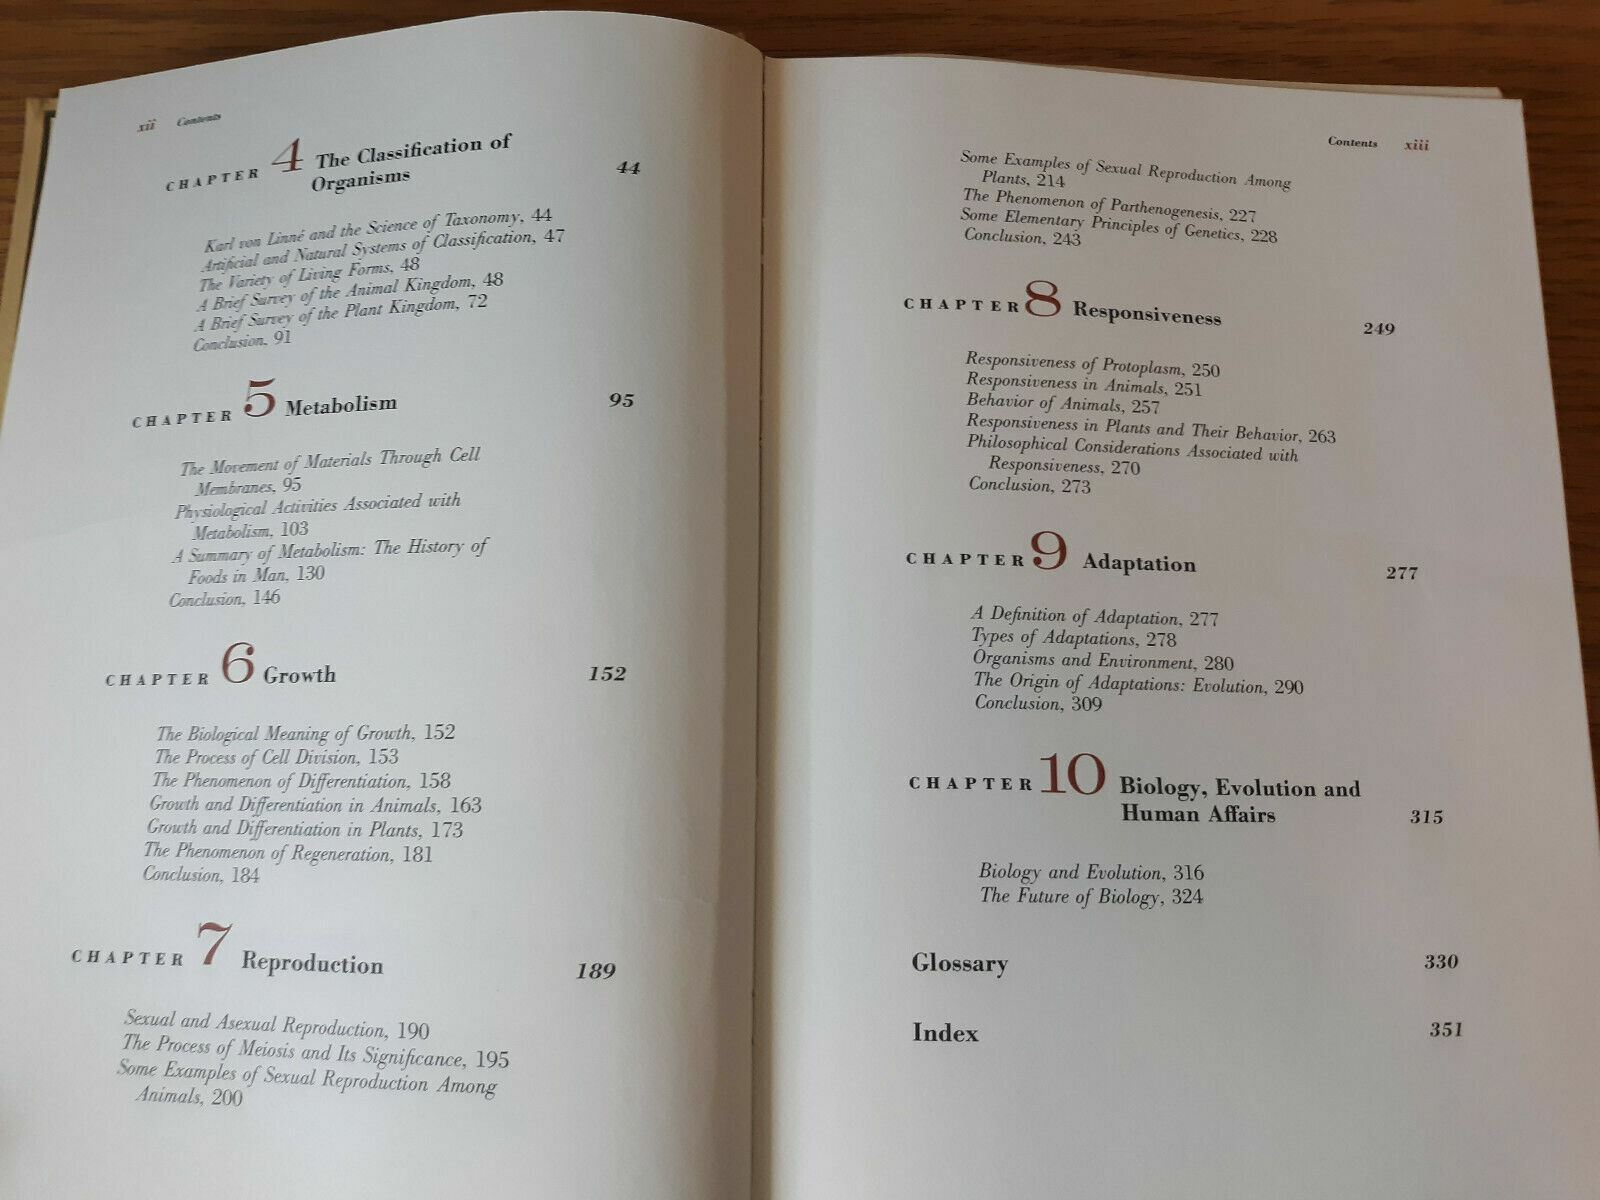 xii Contents
CHAPTER 4 The Classification of
Organisms 44
Karl von Linné and the Science of Taxonomy, 44
Artificial and Natural Systems of Classification, 47
The Variety of Living Forms, 48
A Brief Survey of the Animal Kingdom, 48
A Brief Survey of the Plant Kingdom, 72
Conclusion, 91
CHAPTER 5 Metabolism 95
The Movement of Materials Through Cell
Membranes, 95
Physiological Activities Associated with
Metabolism, 103
A Summary of Metabolism: The History of
Foods in Man, 130
Conclusion, 146
CHAPTER 6 Growth 152
The Biological Meaning of Growth, 152
The Process of Cell Division, 153
The Phenomenon of Differentiation, 158
Growth and Differentiation in Animals, 163
Growth and Differentiation in Plants, 173
The Phenomenon of Regeneration, 181
Conclusion, 184
CHAPTER 7 Reproduction 189
Sexual and Asexual Reproduction, 190
The Process of Meiosis and Its Significance, 195
Some Examples of Sexual Reproduction Among
Animals, 200
Contents xiii
Some Examples of Sexual Reproduction Among
Plants, 214
The Phenomenon of Parthenogenesis, 227
Some Elementary Principles of Genetics, 228
Conclusion, 243
CHAPTER 8 Responsiveness 249
Responsiveness of Protoplasm, 250
Responsiveness in Animals, 251
Behavior of Animals, 257
Responsiveness in Plants and Their Behavior, 263
Philosophical Considerations Associated with
Responsiveness, 270
Conclusion, 273
CHAPTER 9 Adaptation 277
A Definition of Adaptation, 277
Types of Adaptations, 278
Organisms and Environment, 280
The Origin of Adaptations: Evolution, 290
Conclusion, 309
CHAPTER 10 Biology, Evolution and
Human Affairs 315
Biology and Evolution, 316
The Future of Biology, 324
Glossary 330
Index 351